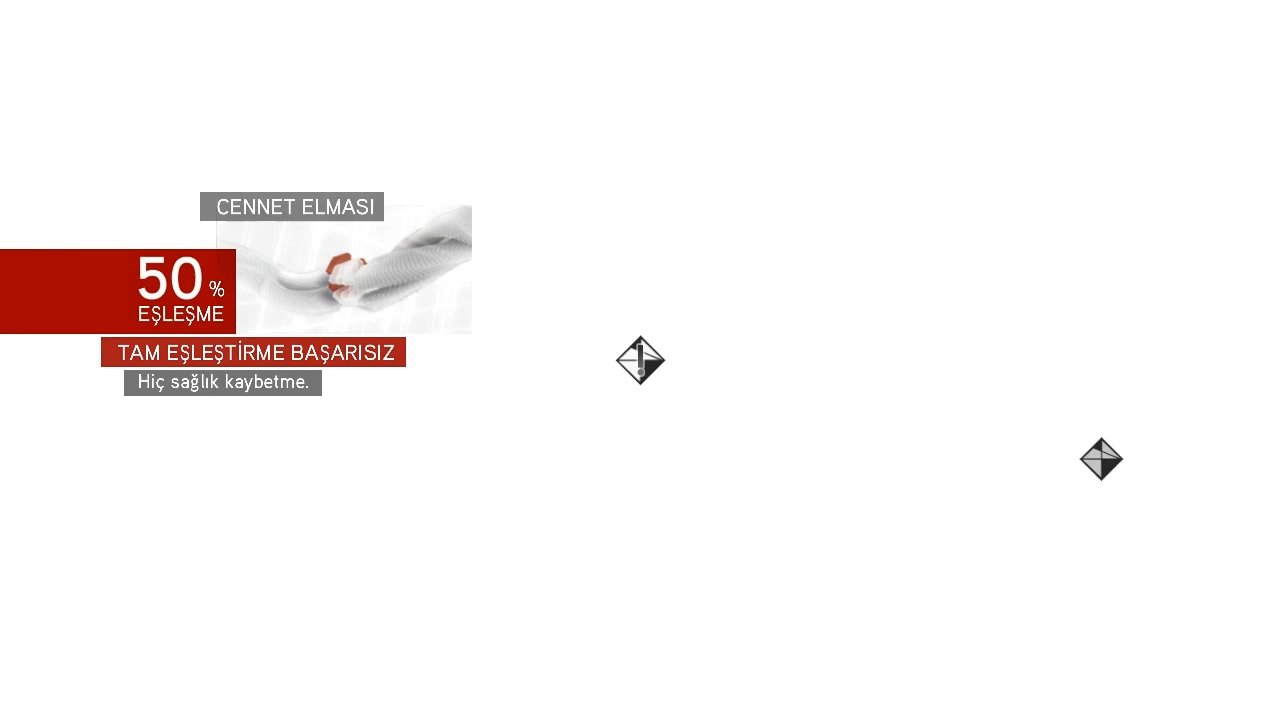 CENNET ELMASI
50 %
EŞLEŞME
TAM EŞLEŞTİRME BAŞARISIZ
Hiç sağlık kaybetme.